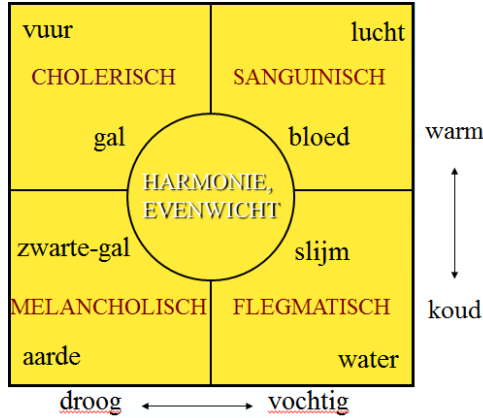 vuur
lucht
CHOLERISCH
SANGUINISCH
gal
bloed
warm
HARMONIE,
EVENWICHT
zwarte-gal
slijm
MELANCHOLISCH
FLEGMATISCH
koud
aarde
water
droog
vochtig